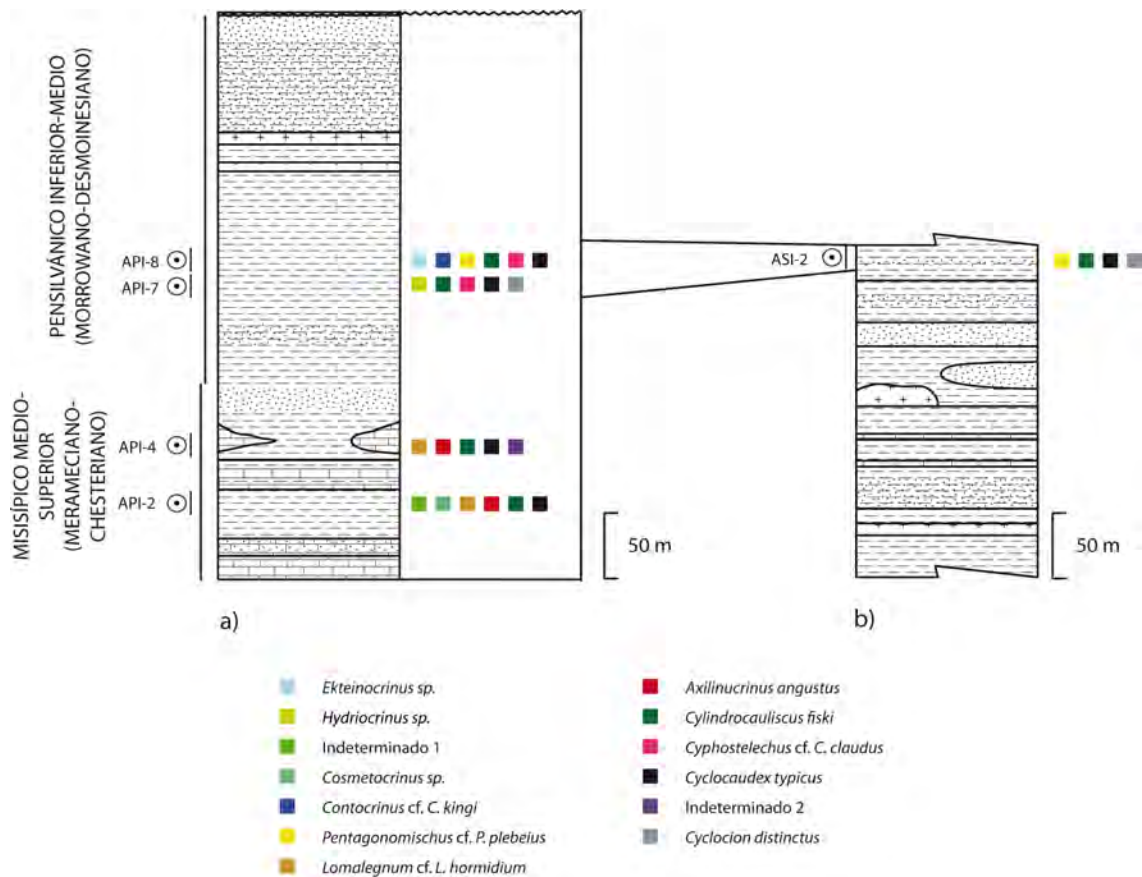 PENSILVÁNICO INFERIOR-MEDIO
(MORROWANO-DESMOINESIANO)
MISISÍPICO MEDIO-
SUPERIOR
(MERAMECIANO-
CHESTERIANO)
API-8
API-7
API-4
API-2
ASI-2
50 m
50 m
a)
b)
Ekteinocrinus sp.
Hydriocrinus sp.
Indeterminado 1
Cosmetocrinus sp.
Contocrinus cf. C. kingi
Pentagonomischus cf. P. plebeius
Lomalegnum cf. L. hormidium
Axilinucrinus angustus
Cylindrocauliscus fiski
Cyphostelechus cf. C. claudus
Cyclocaudex typicus
Indeterminado 2
Cyclocion distinctus